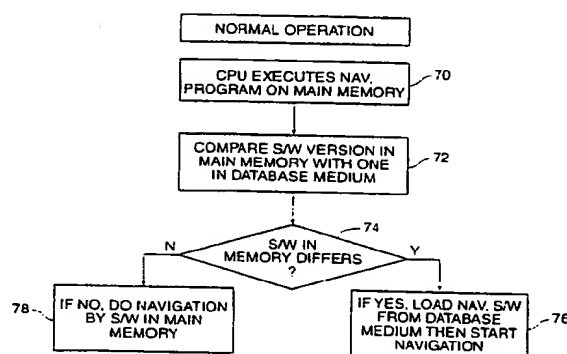 NORMAL OPERATION
CPU EXECUTES NAV.
PROGRAM ON MAIN MEMORY
70
COMPARE S/W VERSION IN
MAIN MEMORY WITH ONE
IN DATABASE MEDIUM
72
74
N
S/W IN
MEMORY DIFFERS
?
Y
78
IF NO, DO NAVIGATION
BY S/W IN MAIN
MEMORY
IF YES, LOAD NAV. S/W
FROM DATABASE
MEDIUM THEN START
NAVIGATION
76